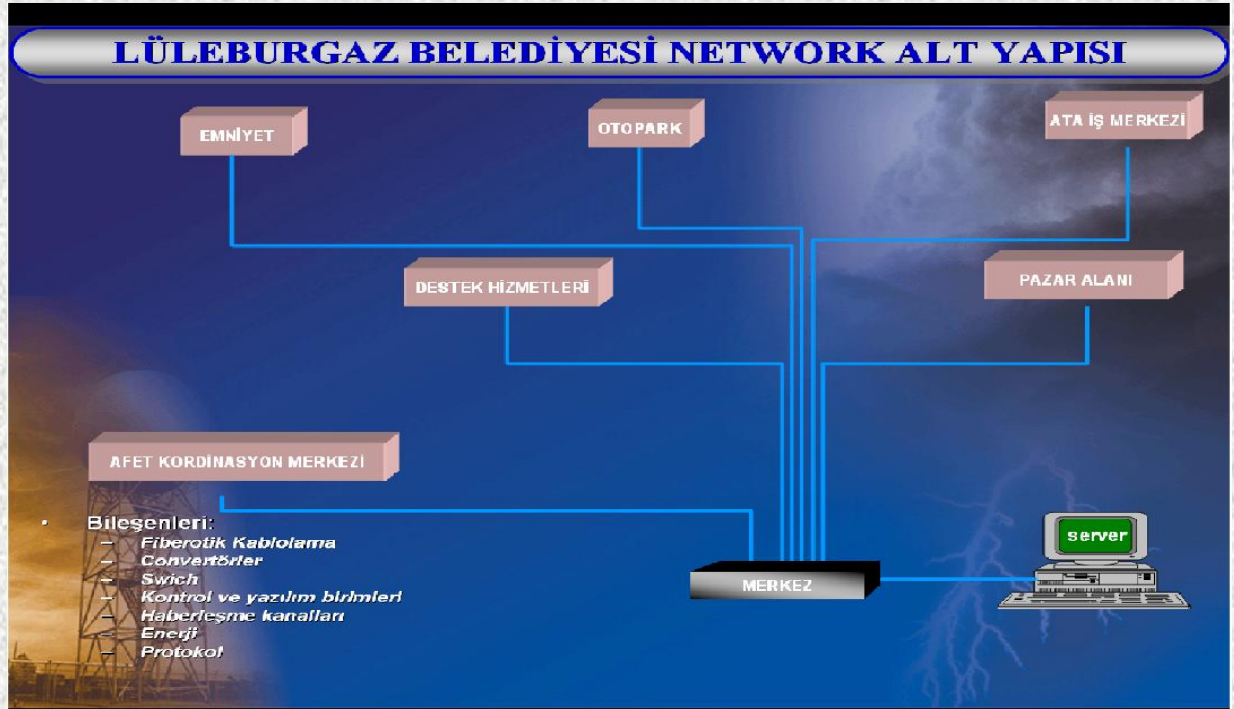 LÜLEBURGAZ BELEDİYESİ NETWORK ALT YAPISI
EMNİYET
OTOPARK
ATA İŞ MERKEZİ
DESTEK HİZMETLERİ
PAZAR ALANI
AFET KORDİNASYON MERKEZİ
• Bileşenleri:
– Fiberotik Kablolama
– Convertörler
– Swich
– Kontrol ve yazılım birimleri
– Haberleşme kanalları
– Enerji
– Protokol
MERKEZ
server